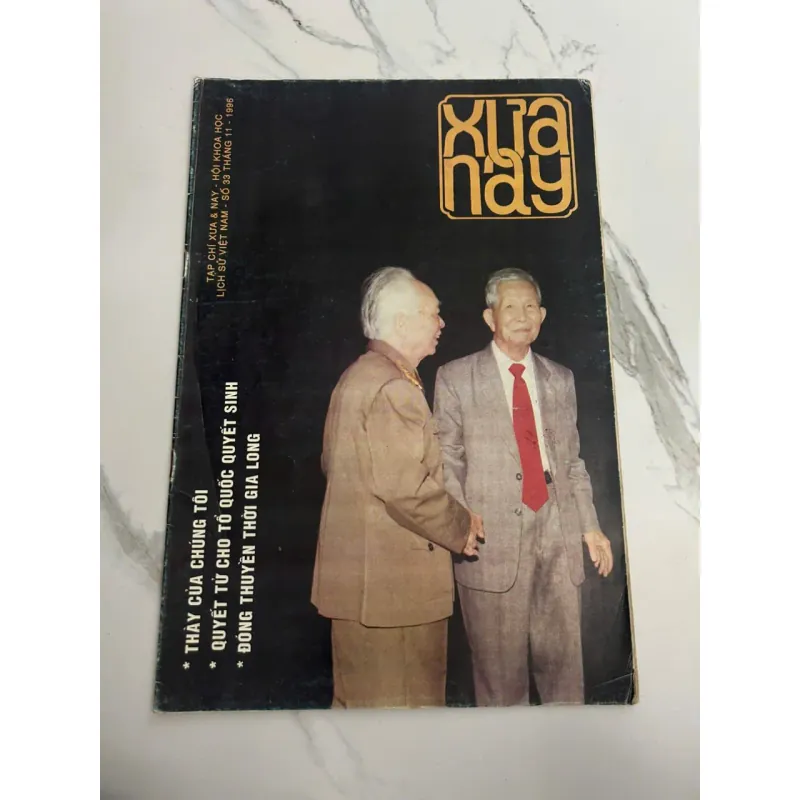 XƯA
NAY
TẠP CHÍ XƯA & NAY - HỘI KHOA HỌC
LỊCH SỬ VIỆT NAM - SỐ 33 THÁNG 11 - 1996
* THẦY CỦA CHÚNG TÔI
* QUYẾT TỬ CHO TỔ QUỐC QUYẾT SINH
* ĐÓNG THUYỀN THỜI GIA LONG